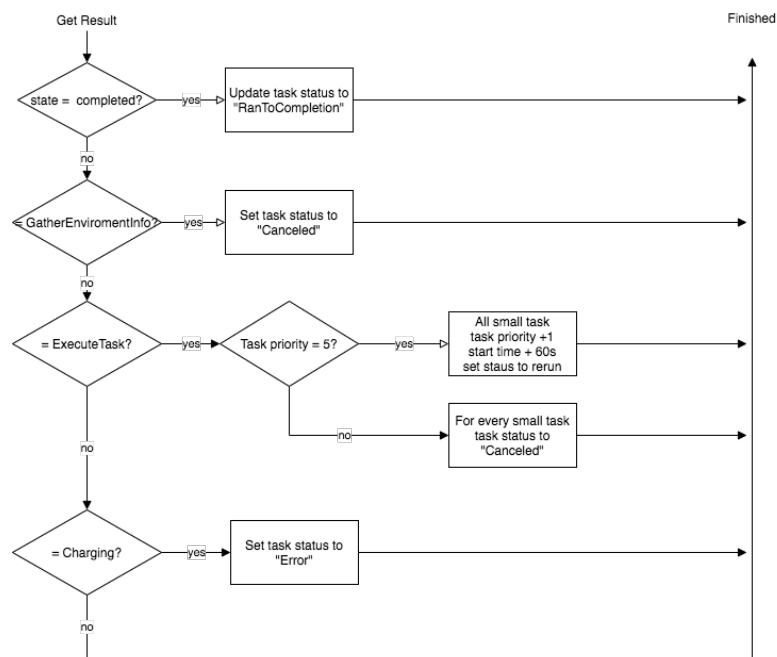 Get Result
Finished
state =  completed?
yes
Update task status to
"RanToCompletion"
no
= GatherEnviromentInfo?
yes
Set task status to
"Canceled"
no
= ExecuteTask?
yes
Task priority = 5?
yes
All small task
task priority +1
start time + 60s
set staus to rerun
no
no
For every small task
task status to
"Canceled"
= Charging?
yes
Set task status to
"Error"
no